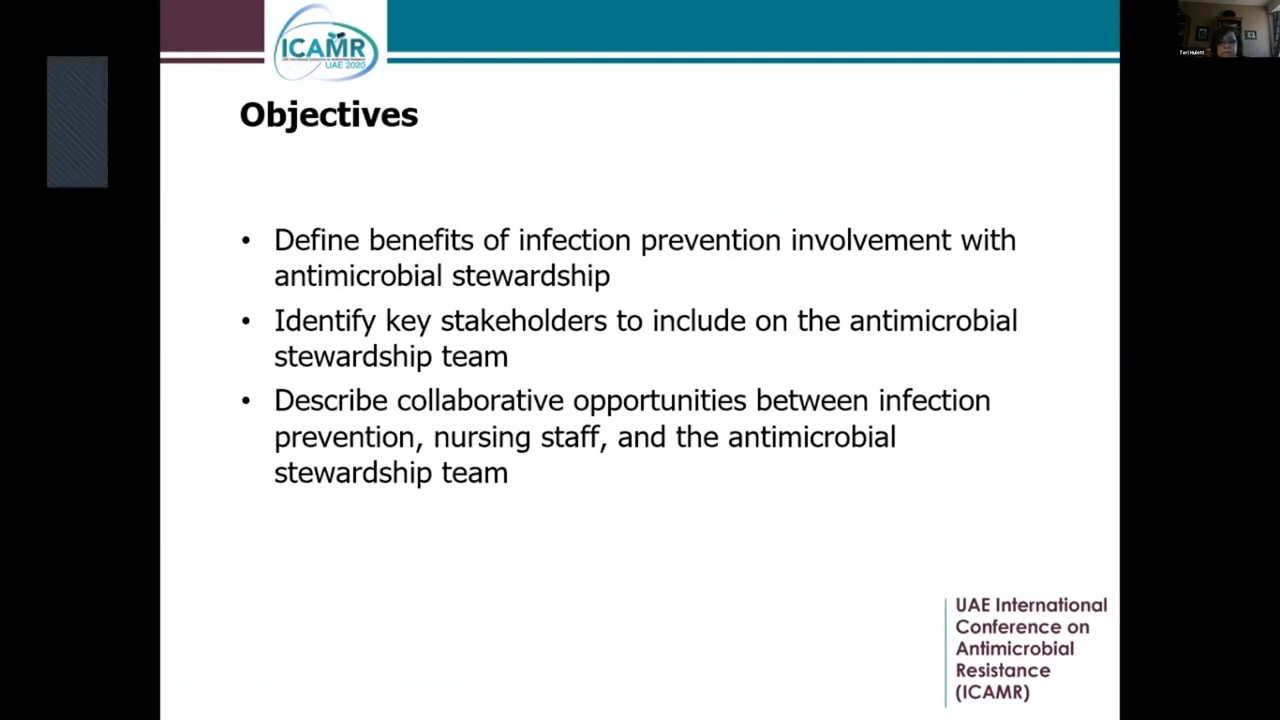 ICAMR
UAE 2020
Teri Hulett
Objectives
• Define benefits of infection prevention involvement with
antimicrobial stewardship
• Identify key stakeholders to include on the antimicrobial
stewardship team
• Describe collaborative opportunities between infection
prevention, nursing staff, and the antimicrobial
stewardship team
UAE International
Conference on
Antimicrobial
Resistance
(ICAMR)